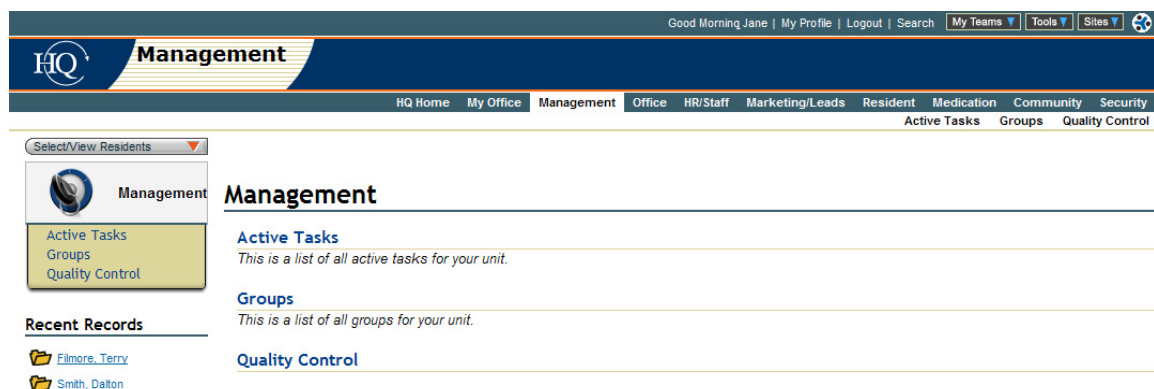 Good Morning Jane | My Profile | Logout | Search My Teams Tools Sites
HQ Management
HQ Home My Office Management Office HR/Staff Marketing/Leads Resident Medication Community Security
Active Tasks Groups Quality Control
Select/View Residents
Management
Active Tasks
Groups
Quality Control
Recent Records
Filmore, Terry
Smith, Dalton
Management
Active Tasks
This is a list of all active tasks for your unit.
Groups
This is a list of all groups for your unit.
Quality Control